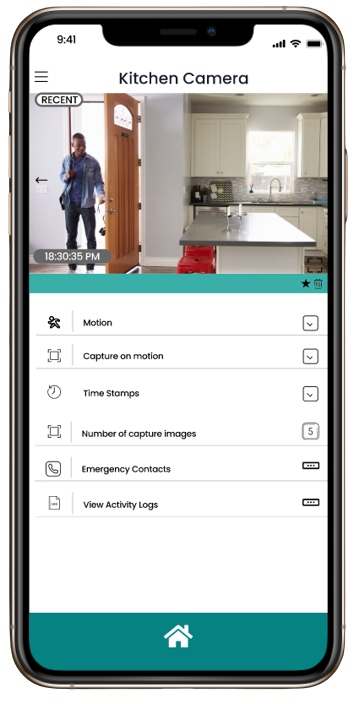 9:41
Kitchen Camera
RECENT
18:30:35 PM
Motion
Capture on motion
Time Stamps
Number of capture images 5
Emergency Contacts
View Activity Logs